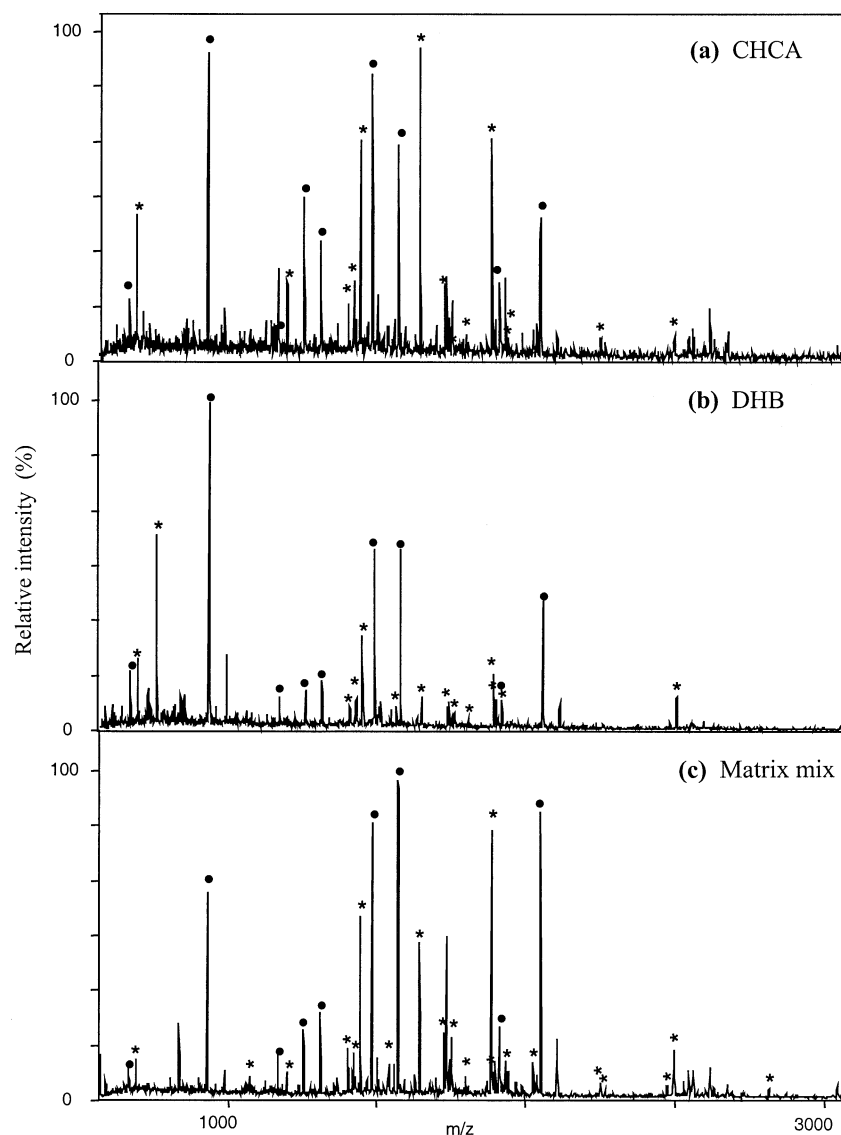 100
(a) CHCA
0
100
(b) DHB
Relative intensity (%)
0
100
(c) Matrix mix
0
1000
m/z
3000